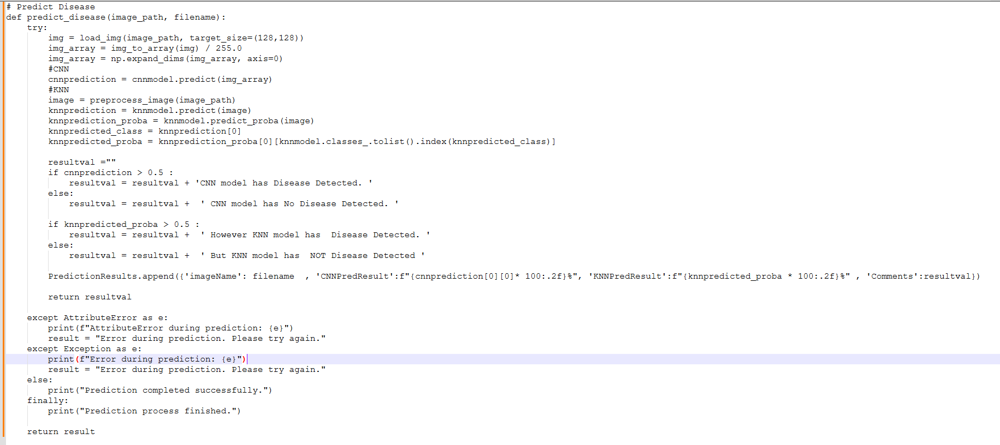 # Predict Disease
def predict_disease(image_path, filename):
    try:
        img = load_img(image_path, target_size=(128,128))
        img_array = img_to_array(img) / 255.0
        img_array = np.expand_dims(img_array, axis=0)
        #CNN
        cnnprediction = cnnmodel.predict(img_array)
        #KNN
        image = preprocess_image(image_path)
        knnprediction = knnmodel.predict(image)
        knnprediction_proba = knnmodel.predict_proba(image)
        knnpredicted_class = knnprediction[0]
        knnpredicted_proba = knnprediction_proba[0][knnmodel.classes_.tolist().index(knnpredicted_class)]

        resultval =""
        if cnnprediction > 0.5 :
            resultval = resultval + 'CNN model has Disease Detected. '
        else:
            resultval = resultval +  ' CNN model has No Disease Detected. '

        if knnpredicted_proba > 0.5 :
            resultval = resultval +  ' However KNN model has  Disease Detected. '
        else:
            resultval = resultval +  ' But KNN model has  NOT Disease Detected '

        PredictionResults.append({'imageName': filename  , 'CNNPredResult':f"{cnnprediction[0][0]* 100:.2f}%", 'KNNPredResult':f"{knnpredicted_proba * 100:.2f}%" , 'Comments':resultval})

        return resultval

    except AttributeError as e:
        print(f"AttributeError during prediction: {e}")
        result = "Error during prediction. Please try again."
    except Exception as e:
        print(f"Error during prediction: {e}")
        result = "Error during prediction. Please try again."
    else:
        print("Prediction completed successfully.")
    finally:
        print("Prediction process finished.")

    return result